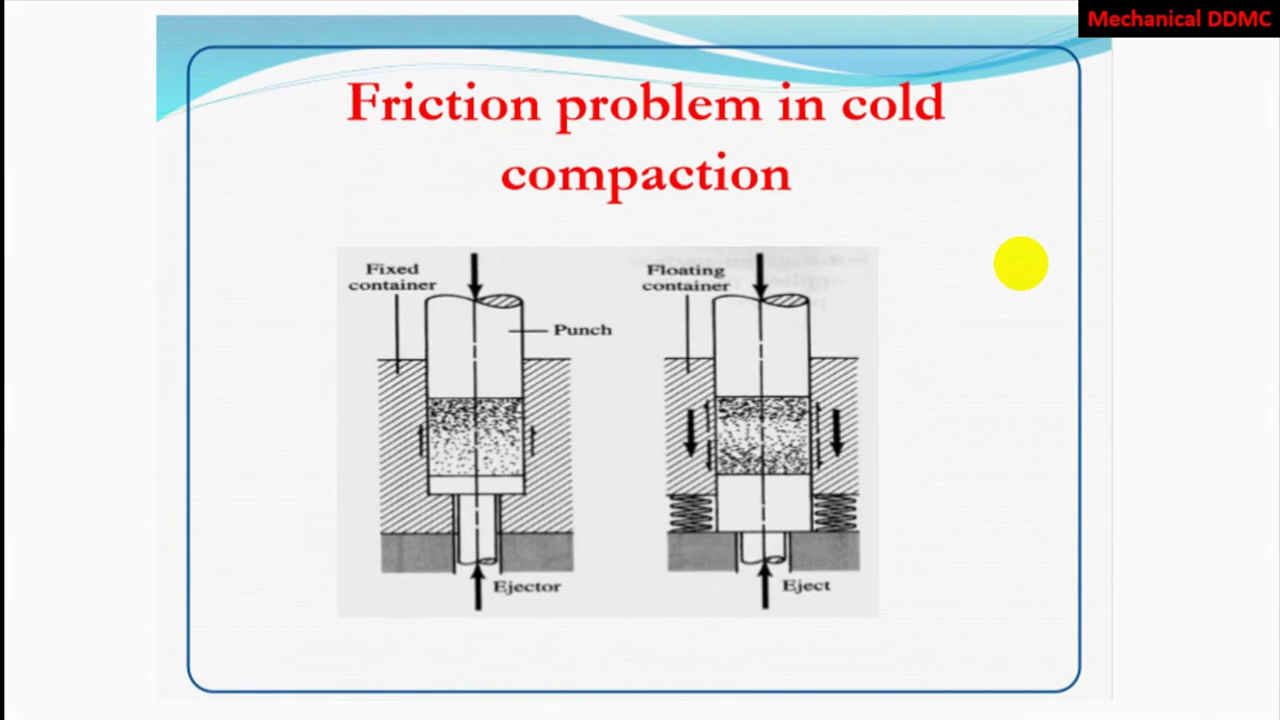 Mechanical DDMC
Friction problem in cold
compaction
Fixed
container
Punch
Ejector
Floating
container
Eject